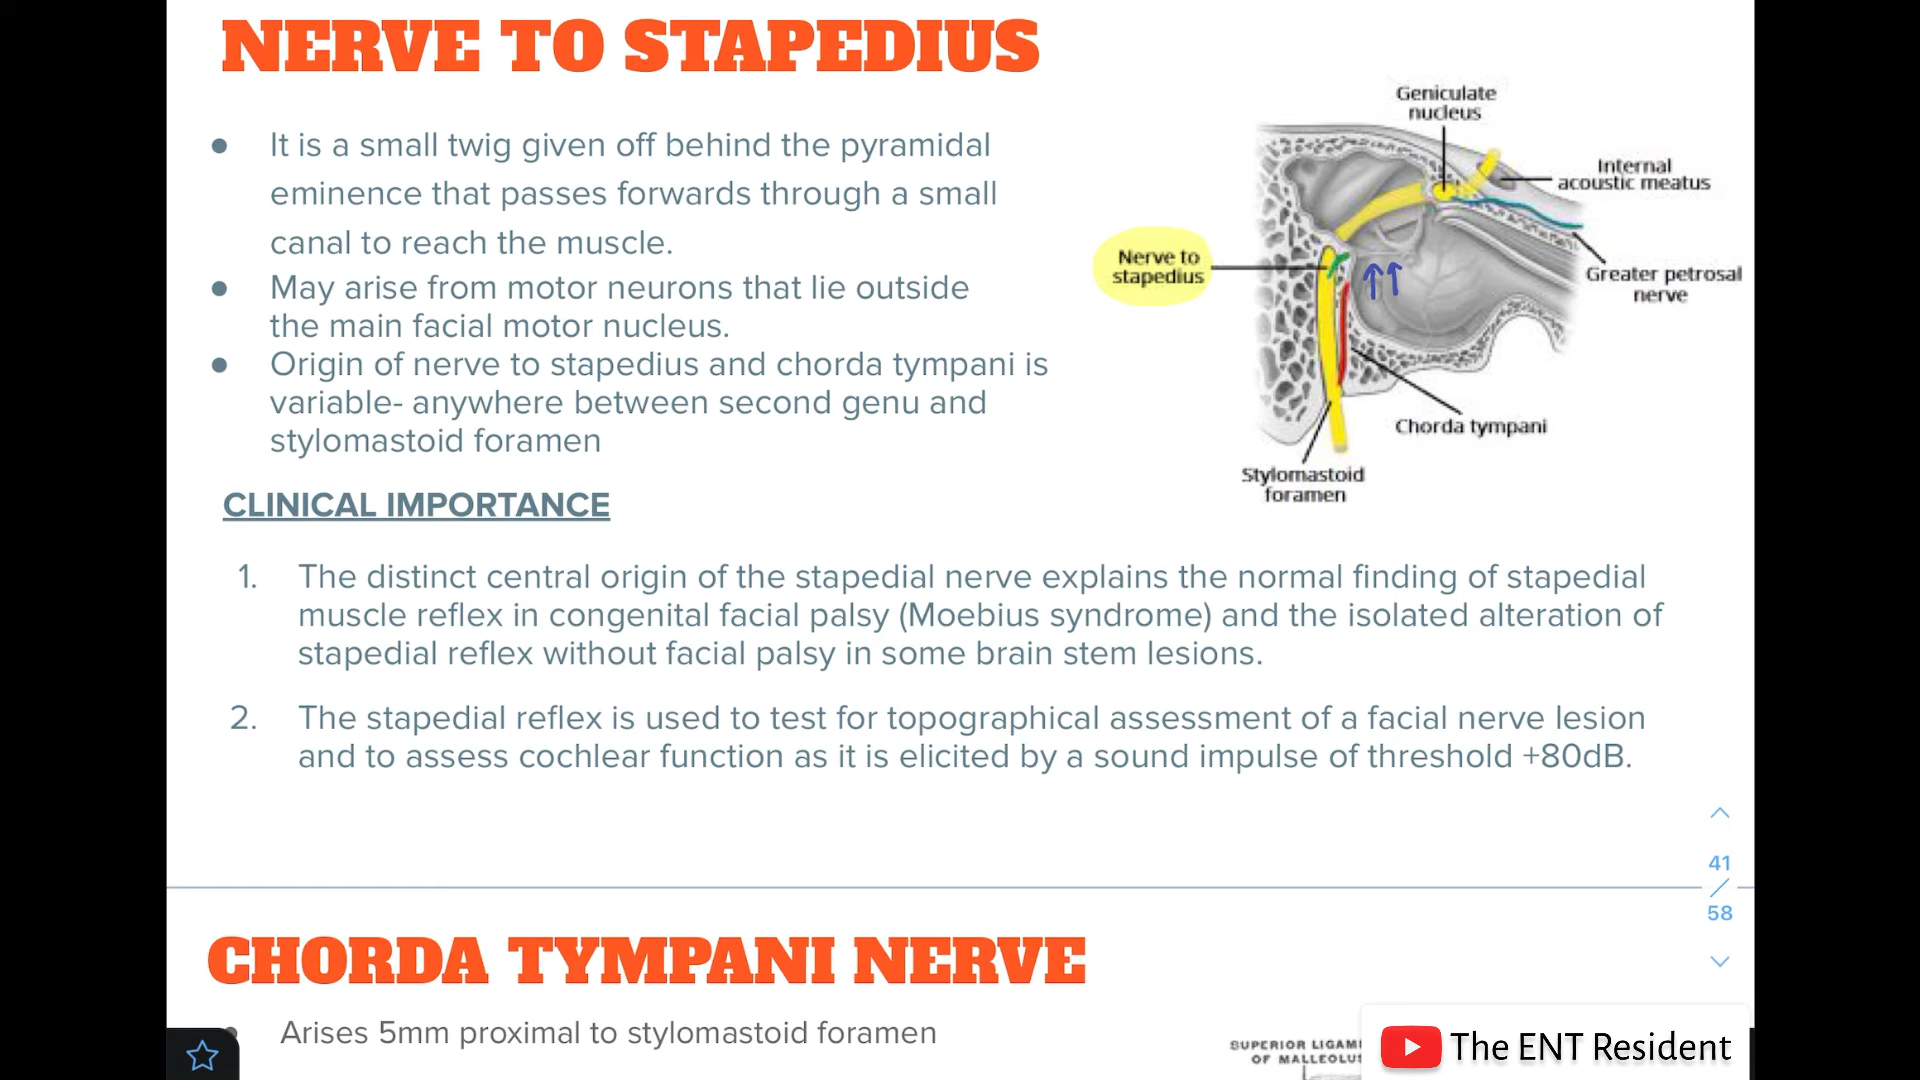 NERVE TO STAPEDIUS
● It is a small twig given off behind the pyramidal
eminence that passes forwards through a small
canal to reach the muscle.
● May arise from motor neurons that lie outside
the main facial motor nucleus.
● Origin of nerve to stapedius and chorda tympani is
variable- anywhere between second genu and
stylomastoid foramen
Geniculate
nucleus
Internal
acoustic meatus
Nerve to
stapedius
Greater petrosal
nerve
Chorda tympani
Stylomastoid
foramen
CLINICAL IMPORTANCE
1. The distinct central origin of the stapedial nerve explains the normal finding of stapedial
muscle reflex in congenital facial palsy (Moebius syndrome) and the isolated alteration of
stapedial reflex without facial palsy in some brain stem lesions.
2. The stapedial reflex is used to test for topographical assessment of a facial nerve lesion
and to assess cochlear function as it is elicited by a sound impulse of threshold +80dB.
41
/
58
CHORDA TYMPANI NERVE
● Arises 5mm proximal to stylomastoid foramen
SUPERIOR LIGAM
OF MALLEOLUS
The ENT Resident